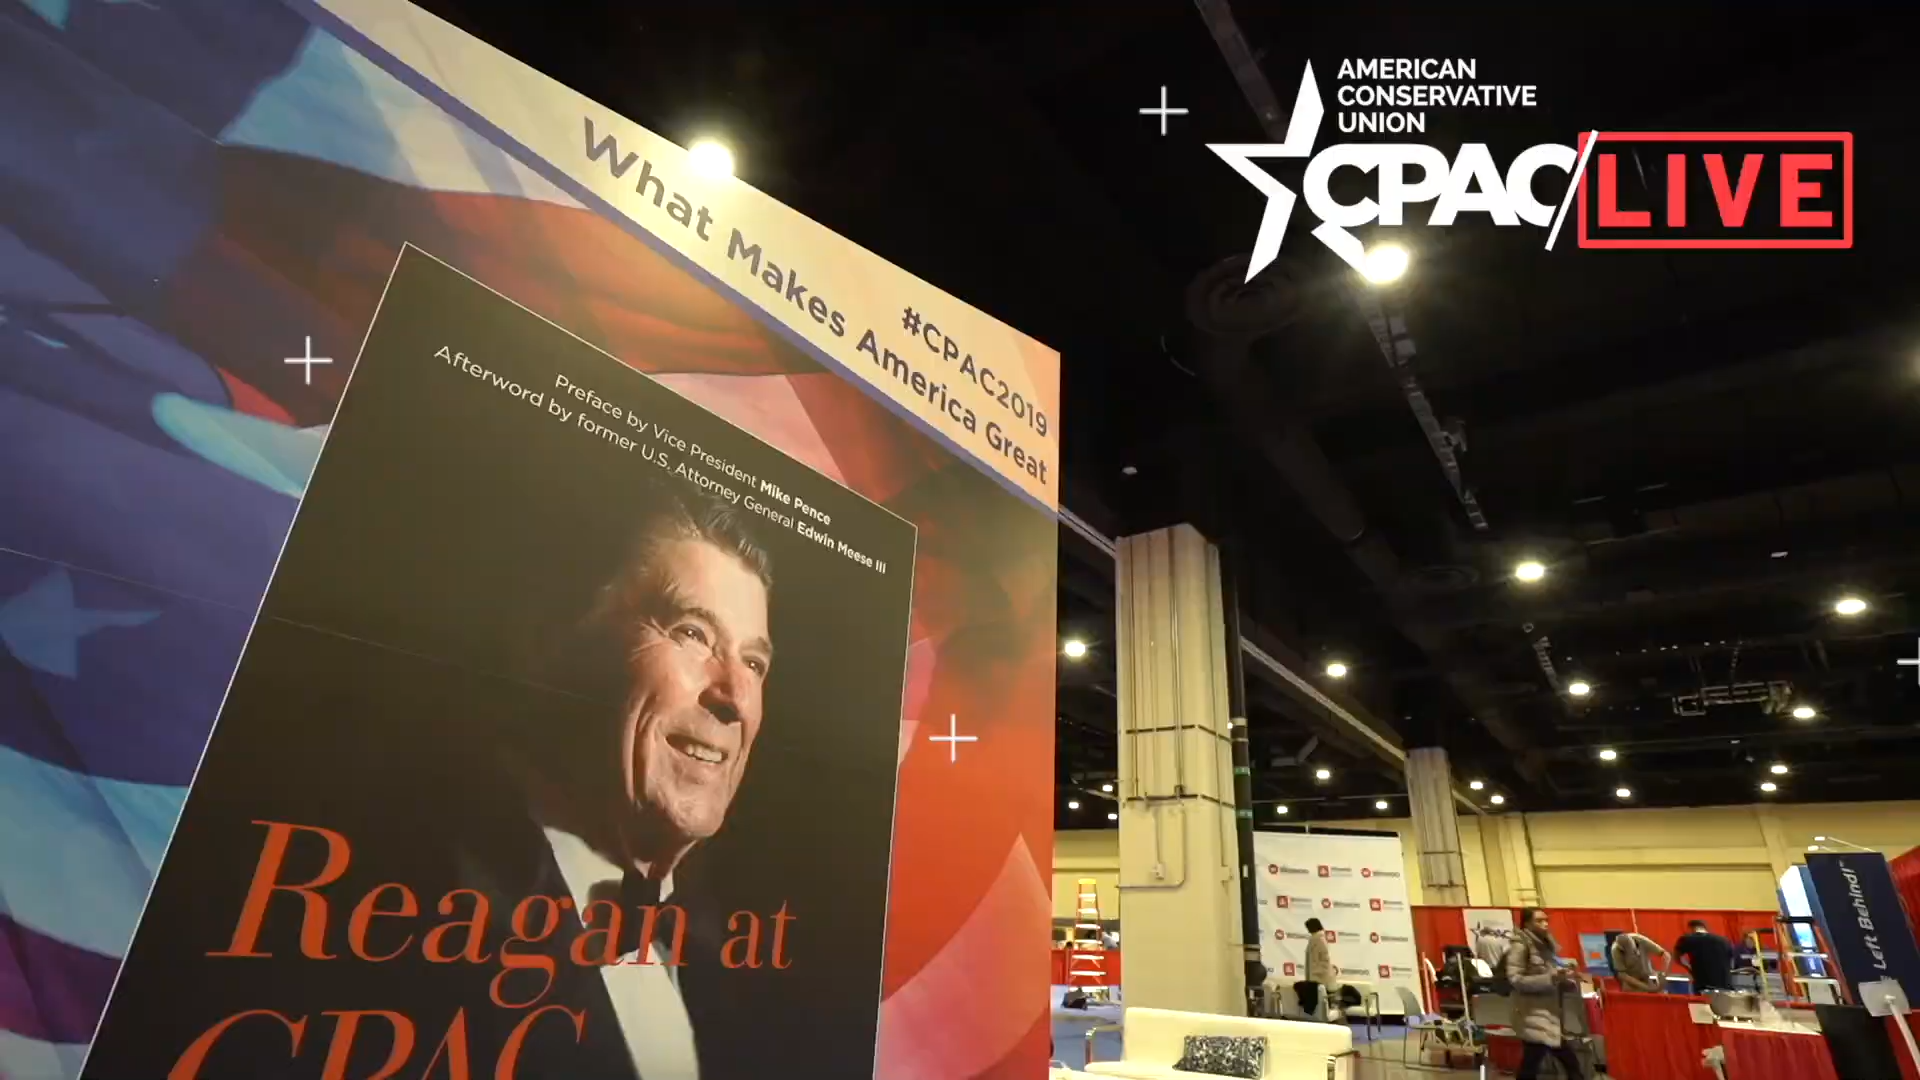 AMERICAN
CONSERVATIVE
UNION
CPAC/LIVE
#CPAC2019
What Makes America Great
Preface by Vice President Mike Pence
Afterword by former U.S. Attorney General Edwin Meese III
Reagan at
CPAC
Left Behind!